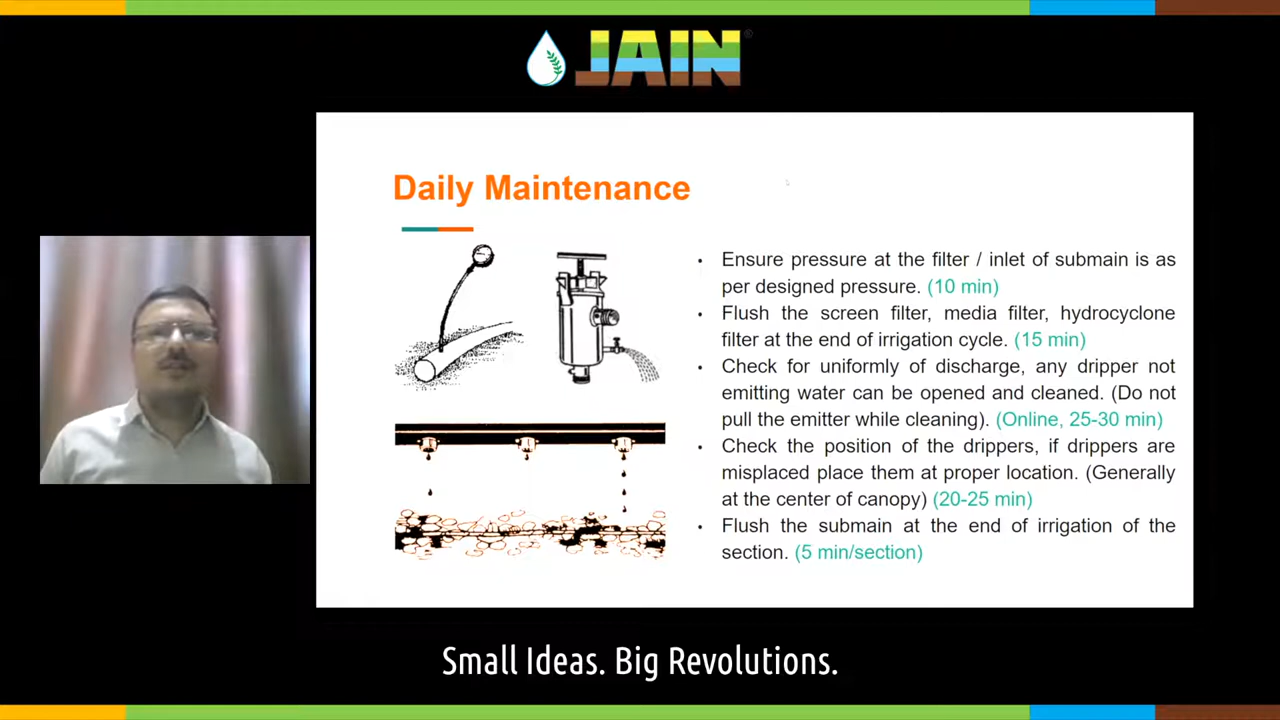 JAIN®
Daily Maintenance
• Ensure pressure at the filter / inlet of submain is as
per designed pressure. (10 min)
• Flush the screen filter, media filter, hydrocyclone
filter at the end of irrigation cycle. (15 min)
• Check for uniformly of discharge, any dripper not
emitting water can be opened and cleaned. (Do not
pull the emitter while cleaning). (Online, 25-30 min)
• Check the position of the drippers, if drippers are
misplaced place them at proper location. (Generally
at the center of canopy) (20-25 min)
• Flush the submain at the end of irrigation of the
section. (5 min/section)
Small Ideas. Big Revolutions.